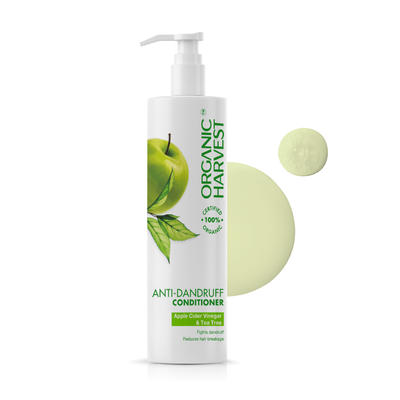 ORGANIC
HARVEST
CERTIFIED
100%
ORGANIC
ANTI-DANDRUFF
CONDITIONER
Apple Cider Vinegar
& Tea Tree
Fights dandruff
Reduces hair breakage